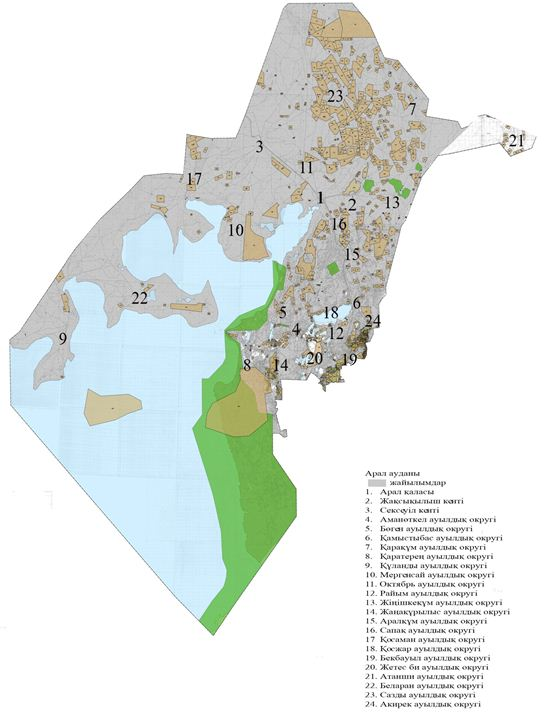 23
7
21
3
11
17
1
2
13
10
16
15
22
6
5
18
24
4
12
9
20
19
8
14
Арал ауданы
жайылымдар
1. Арал қаласы
2. Жақсықылыш кенті
3. Сексеуіл кенті
4. Аманөткел ауылдық округі
5. Бөген ауылдық округі
6. Қамыстыбас ауылдық округі
7. Қарақұм ауылдық округі
8. Қаратерең ауылдық округі
9. Құланды ауылдық округі
10. Мергенсай ауылдық округі
11. Октябрь ауылдық округі
12. Райым ауылдық округі
13. Жіңішкеқұм ауылдық округі
14. Жаңақұрылыс ауылдық округі
15. Аралқұм ауылдық округі
16. Сапақ ауылдық округі
17 Қосаман ауылдық округі
18. Қосжар ауылдық округі
19. Бекбауыл ауылдық округі
20. Жетес би ауылдық округі
21. Атанши ауылдық округі
22. Беларан ауылдық округі
23. Сазды ауылдық округі
24. Акирек ауылдық округі